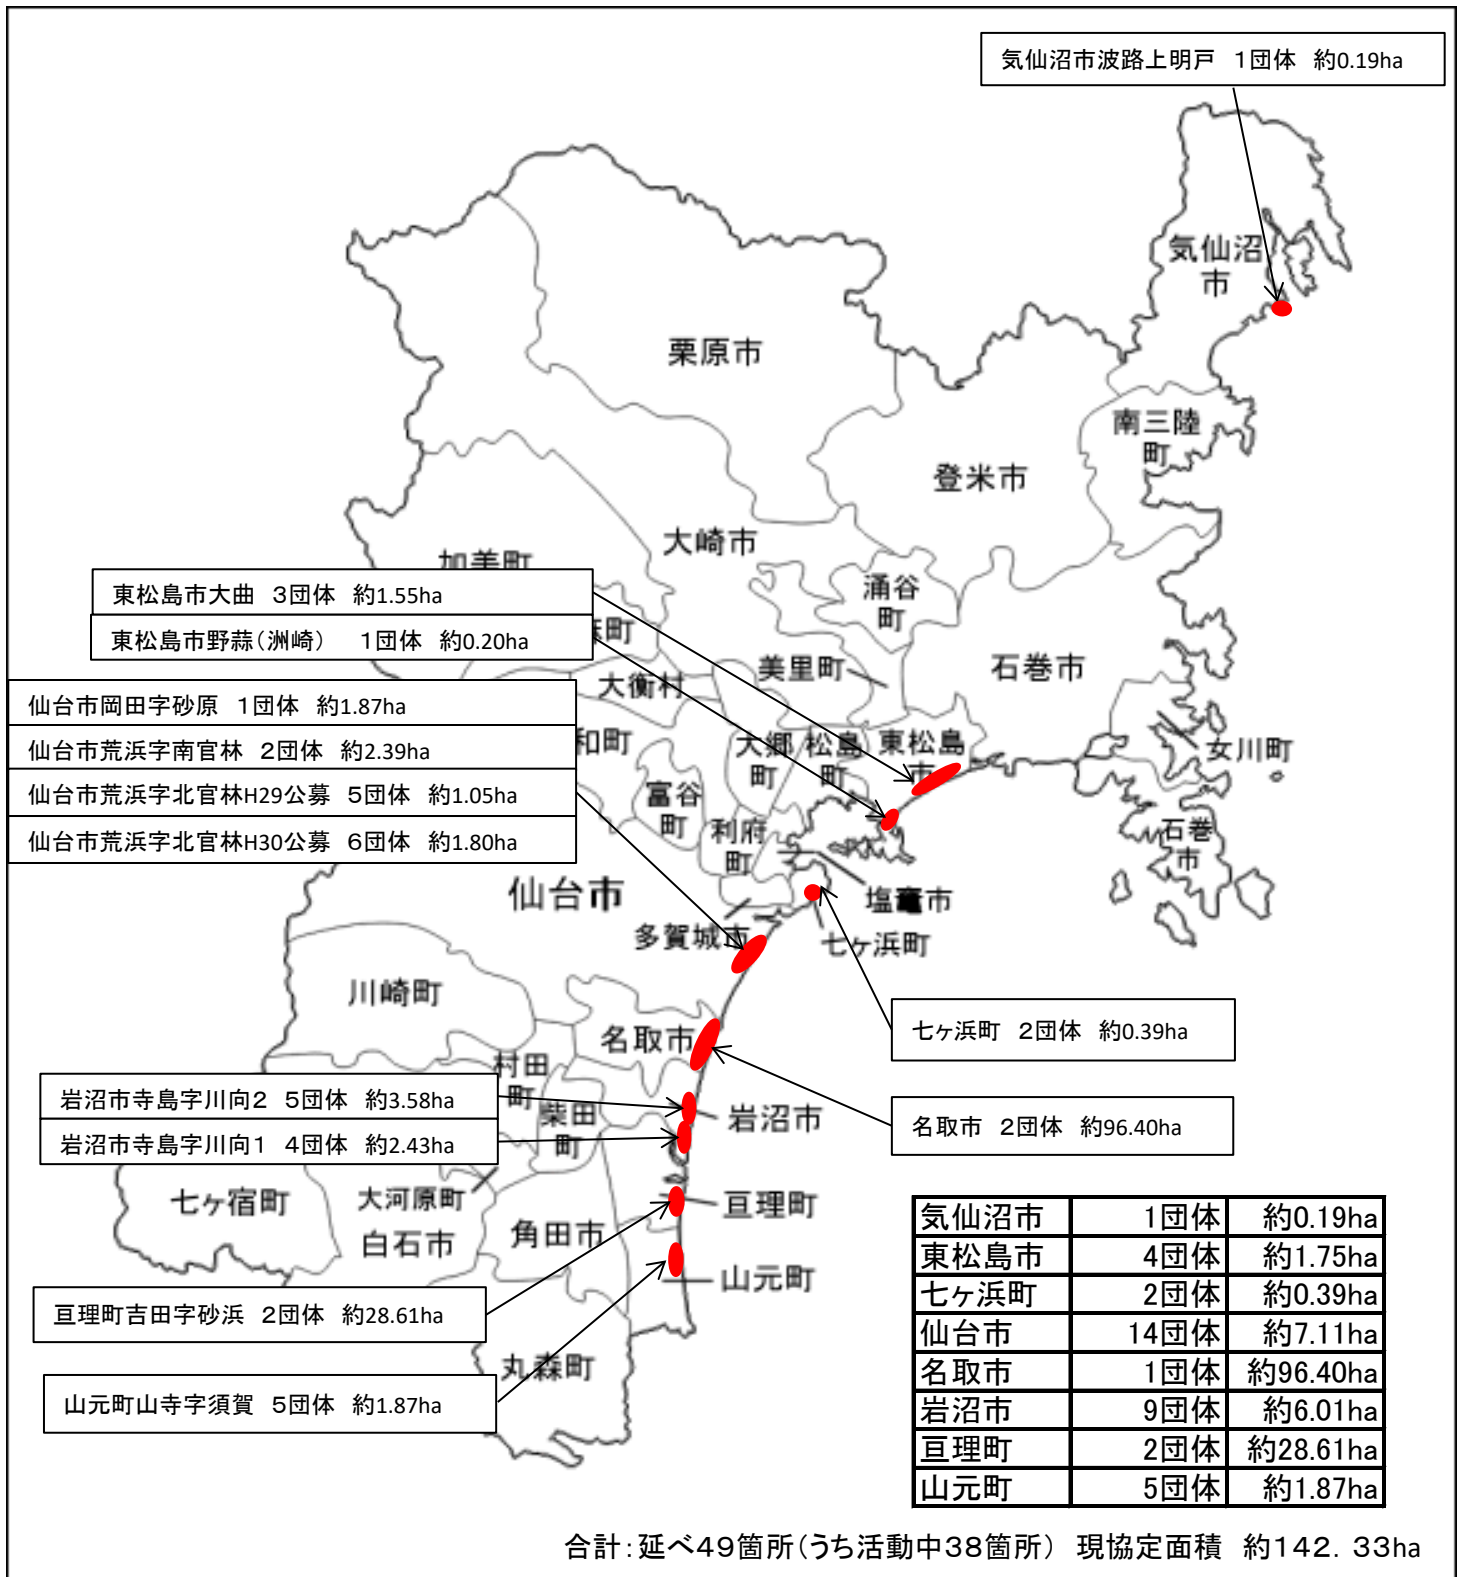 気仙沼市波路上明戸 1団体 約0.19ha
気仙沼
市
栗原市
南三陸
町
登米市
大崎市
加美町
涌谷
町
東松島市大曲 3団体 約1.55ha
東松島市野蒜(洲崎) 1団体 約0.20ha
町
美里町
石巻市
大衡村
仙台市岡田字砂原 1団体 約1.87ha
仙台市荒浜字南官林 2団体 約2.39ha
仙台市荒浜字北官林H29公募 5団体 約1.05ha
仙台市荒浜字北官林H30公募 6団体 約1.80ha
和町
大郷
町
松島
町
東松島
市
女川町
富谷
町
利府
町
石巻
市
仙台市
塩竈市
多賀城市
七ヶ浜町
川崎町
名取市
七ヶ浜町 2団体 約0.39ha
村田
町
柴田
町
岩沼市寺島字川向2 5団体 約3.58ha
岩沼市寺島字川向1 4団体 約2.43ha
岩沼市
名取市 2団体 約96.40ha
七ヶ宿町
大河原町
白石市
角田市
亘理町
山元町
亘理町吉田字砂浜 2団体 約28.61ha
丸森町
山元町山寺字須賀 5団体 約1.87ha
気仙沼市 1団体 約0.19ha
東松島市 4団体 約1.75ha
七ヶ浜町 2団体 約0.39ha
仙台市 14団体 約7.11ha
名取市 1団体 約96.40ha
岩沼市 9団体 約6.01ha
亘理町 2団体 約28.61ha
山元町 5団体 約1.87ha
合計:延べ49箇所(うち活動中38箇所) 現協定面積 約142.33ha